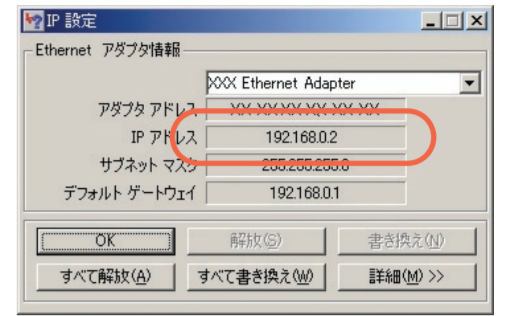 IP 設定
Ethernet アダプタ情報
XXX Ethernet Adapter
アダプタ アドレス XX-XX-XX-XX-XX-XX
IP アドレス 192.168.0.2
サブネット マスク 255.255.255.0
デフォルト ゲートウェイ 192.168.0.1
OK 解放(S) 書き換え(N)
すべて解放(A) すべて書き換え(W) 詳細(M) >>